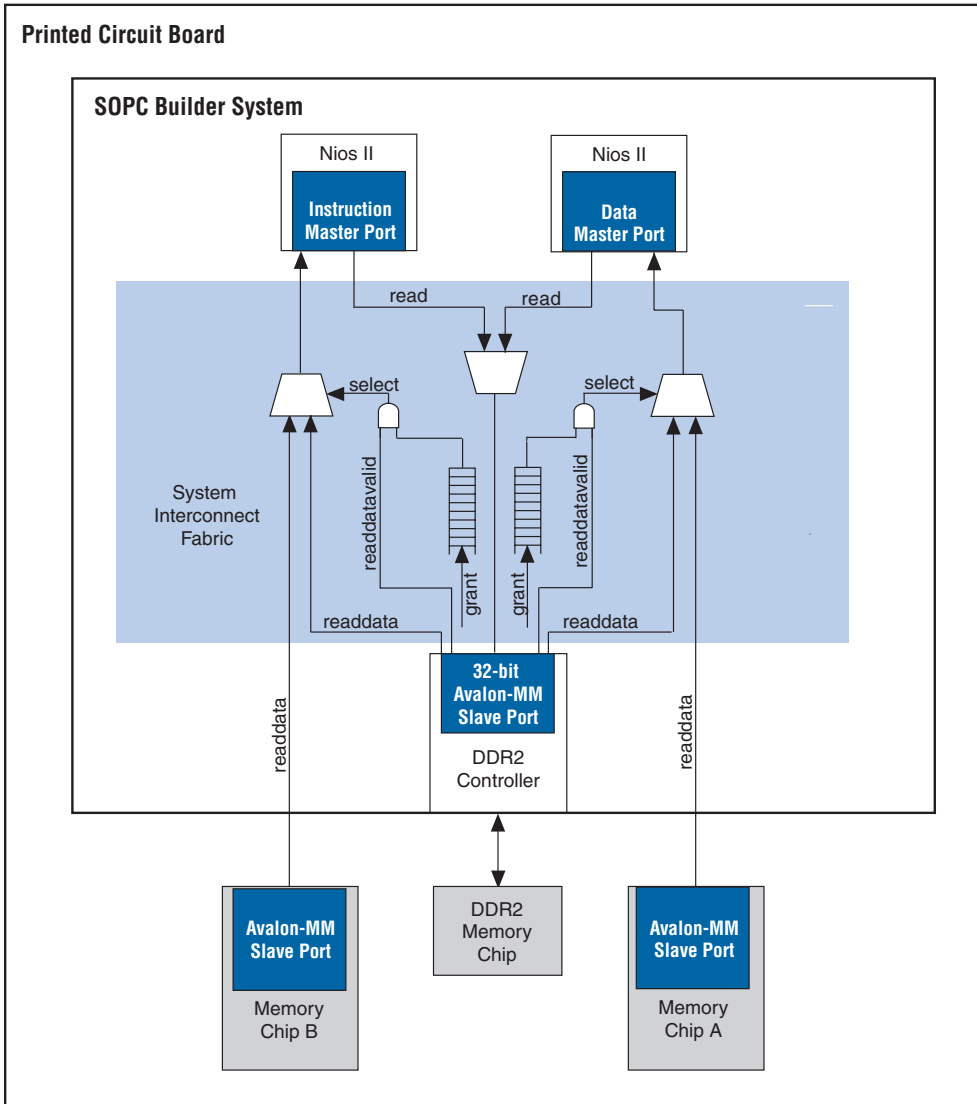 Printed Circuit Board
SOPC Builder System
Nios II
Nios II
Instruction
Master Port
Data
Master Port
read
read
select
select
readdatavalid
readdatavalid
System
Interconnect
Fabric
grant
grant
readdata
readdata
32-bit
Avalon-MM
Slave Port
DDR2
Controller
readdata
readdata
Avalon-MM
Slave Port
Memory
Chip B
DDR2
Memory
Chip
Avalon-MM
Slave Port
Memory
Chip A